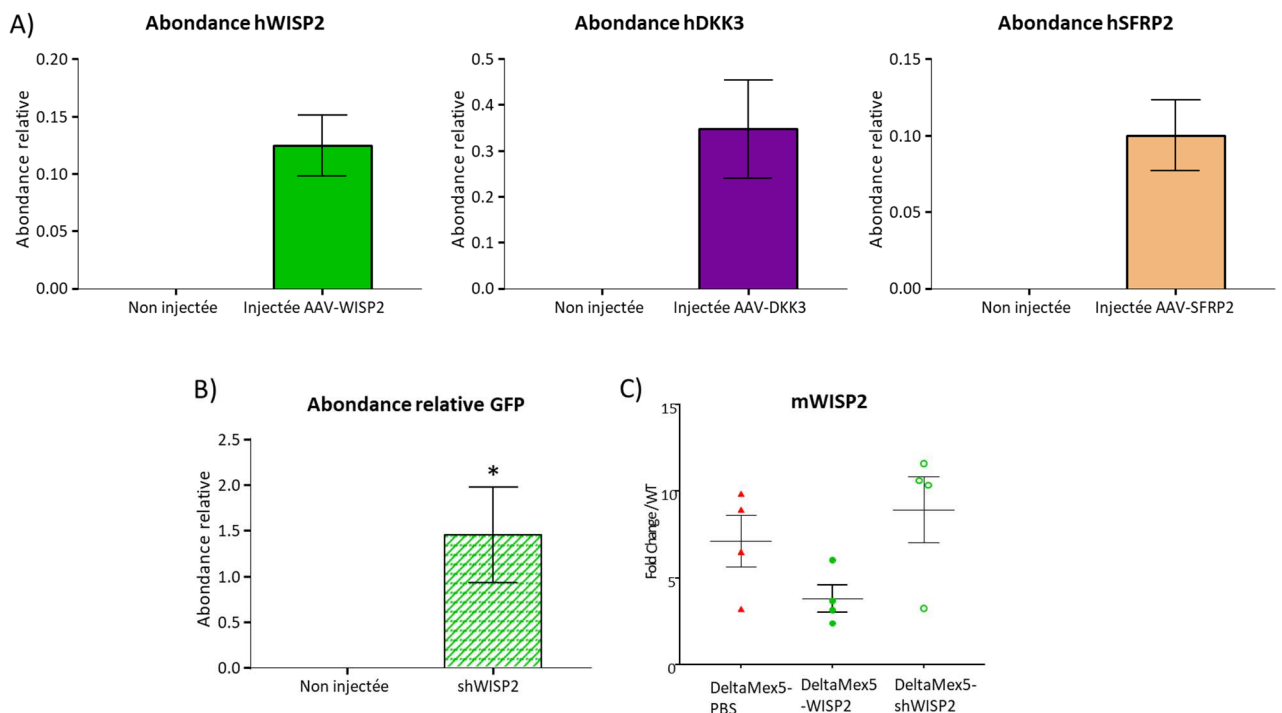 A)
Abondance hWISP2
Abondance relative
0.20
0.15
0.10
0.05
0.00
Non injectée
Injectée AAV-WISP2
Abondance hDKK3
Abondance relative
0.5
0.4
0.3
0.2
0.1
0.0
Non injectée
Injectée AAV-DKK3
Abondance hSFRP2
Abondance relative
0.15
0.10
0.05
0.00
Non injectée
Injectée AAV-SFRP2
B)
Abondance relative GFP
Abondance relative
2.5
2.0
1.5
1.0
0.5
0.0
*
Non injectée
shWISP2
C)
mWISP2
Fold Change/WT
15
10
5
0
DeltaMex5-
PBS
DeltaMex5
-WISP2
DeltaMex5-
shWISP2